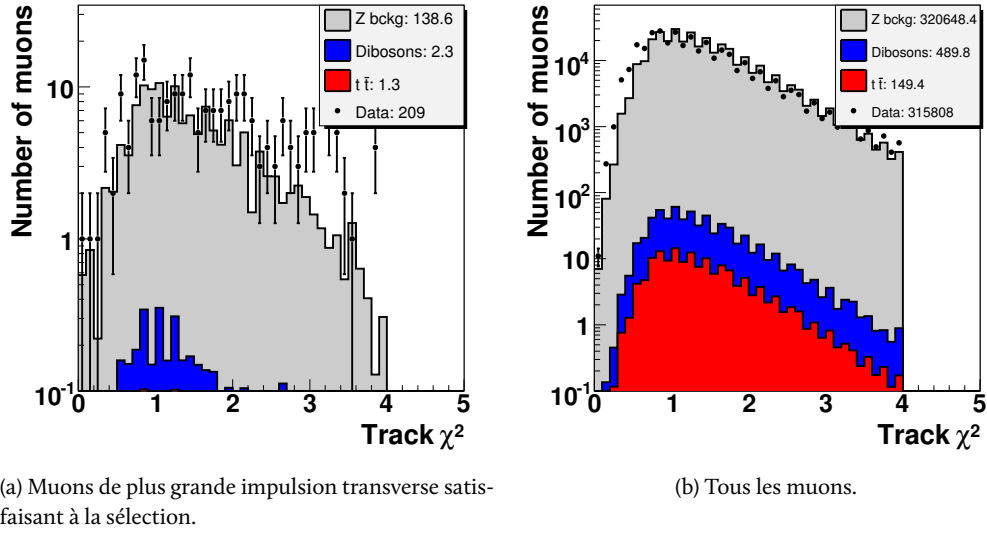 Number of muons
10
1
10-1
Z bckg: 138.6
Dibosons: 2.3
t t̄: 1.3
Data: 209
0 1 2 3 4 5
Track χ²
(a) Muons de plus grande impulsion transverse satis-
faisant à la sélection.
Number of muons
10⁴
10³
10²
10
1
10-1
Z bckg: 320648.4
Dibosons: 489.8
t t̄: 149.4
Data: 315808
0 1 2 3 4 5
Track χ²
(b) Tous les muons.